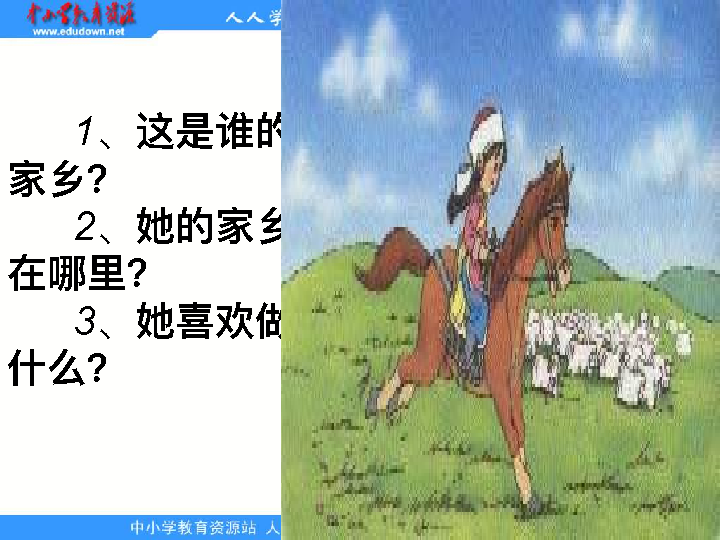 中小学教育资源
www.edudown.net
人人学
1、这是谁的
家乡?
2、她的家乡
在哪里?
3、她喜欢做
什么?
中小学教育资源站 人